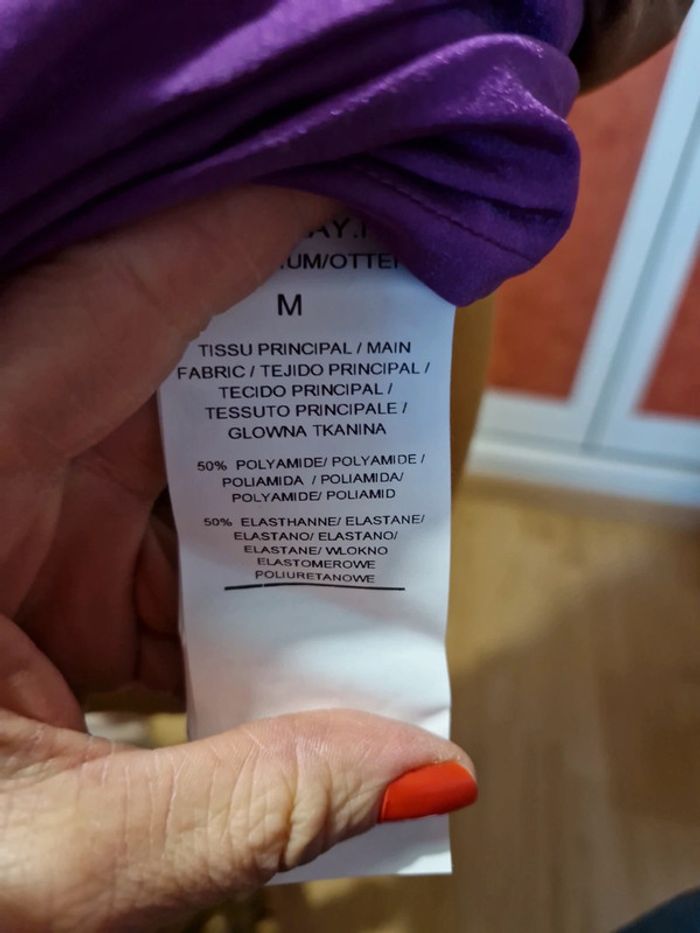 M
TISSU PRINCIPAL / MAIN
FABRIC / TEJIDO PRINCIPAL /
TECIDO PRINCIPAL /
TESSUTO PRINCIPALE /
GLOWNA TKANINA
50% POLYAMIDE/ POLYAMIDE /
POLIAMIDA / POLIAMIDA/
POLYAMIDE/ POLIAMID
50% ELASTHANNE/ ELASTANE/
ELASTANO/ ELASTANO/
ELASTANE/ WLOKNO
ELASTOMEROWE
POLIURETANOWE